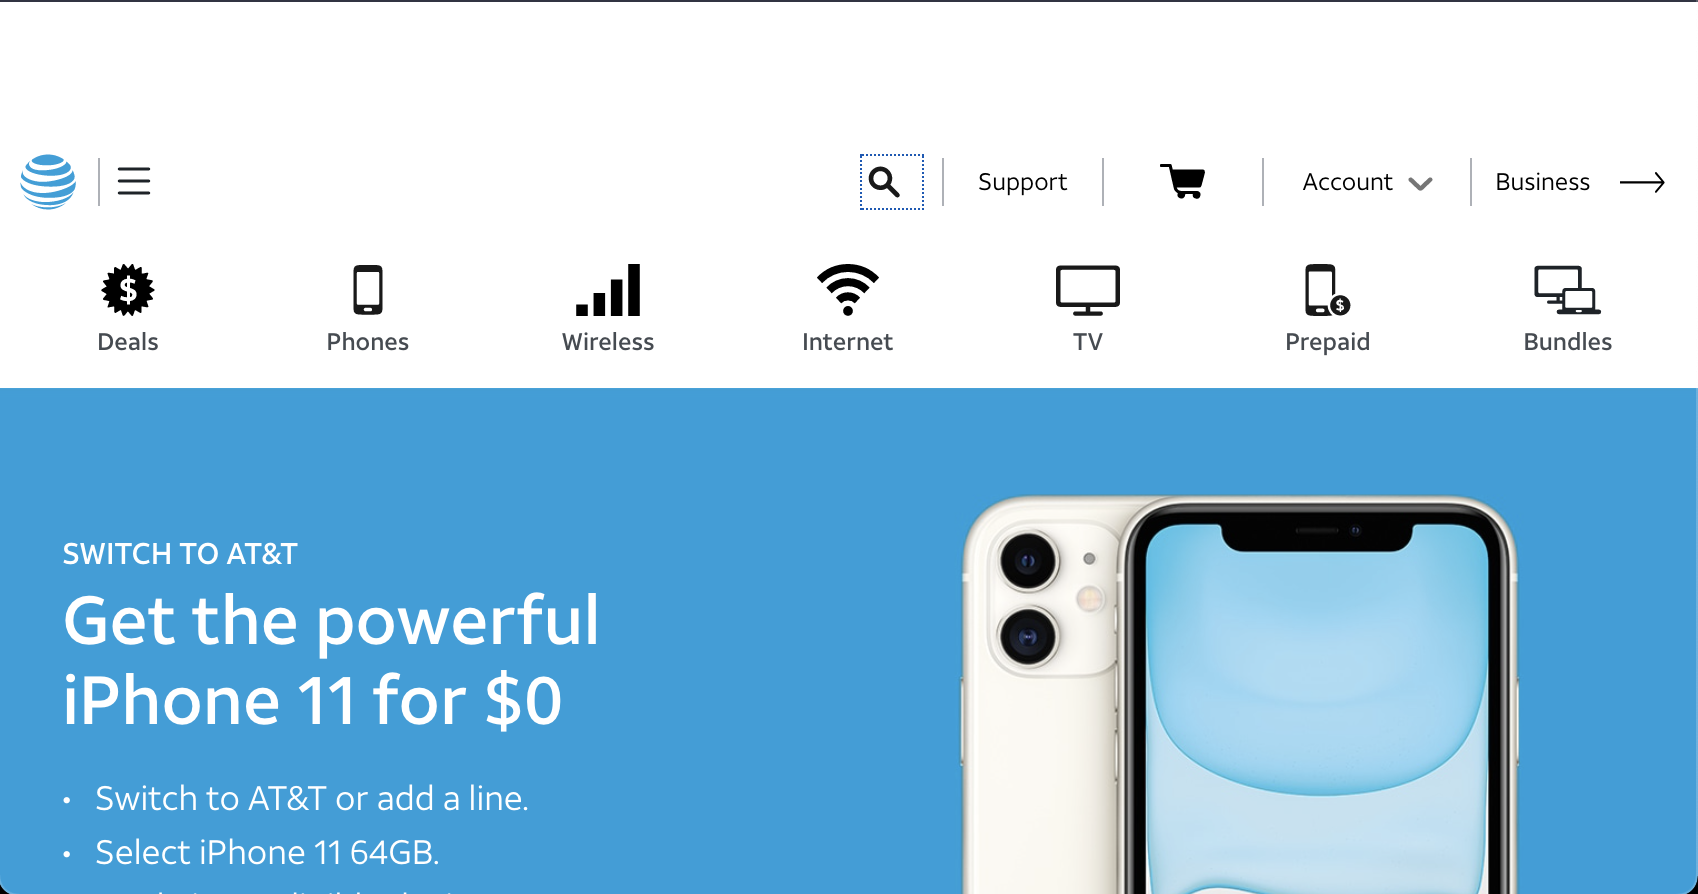 Support
Account
Business
$
$
Deals
Phones
Wireless
Internet
TV
Prepaid
Bundles
SWITCH TO AT&T
Get the powerful
iPhone 11 for $0
• Switch to AT&T or add a line.
• Select iPhone 11 64GB.